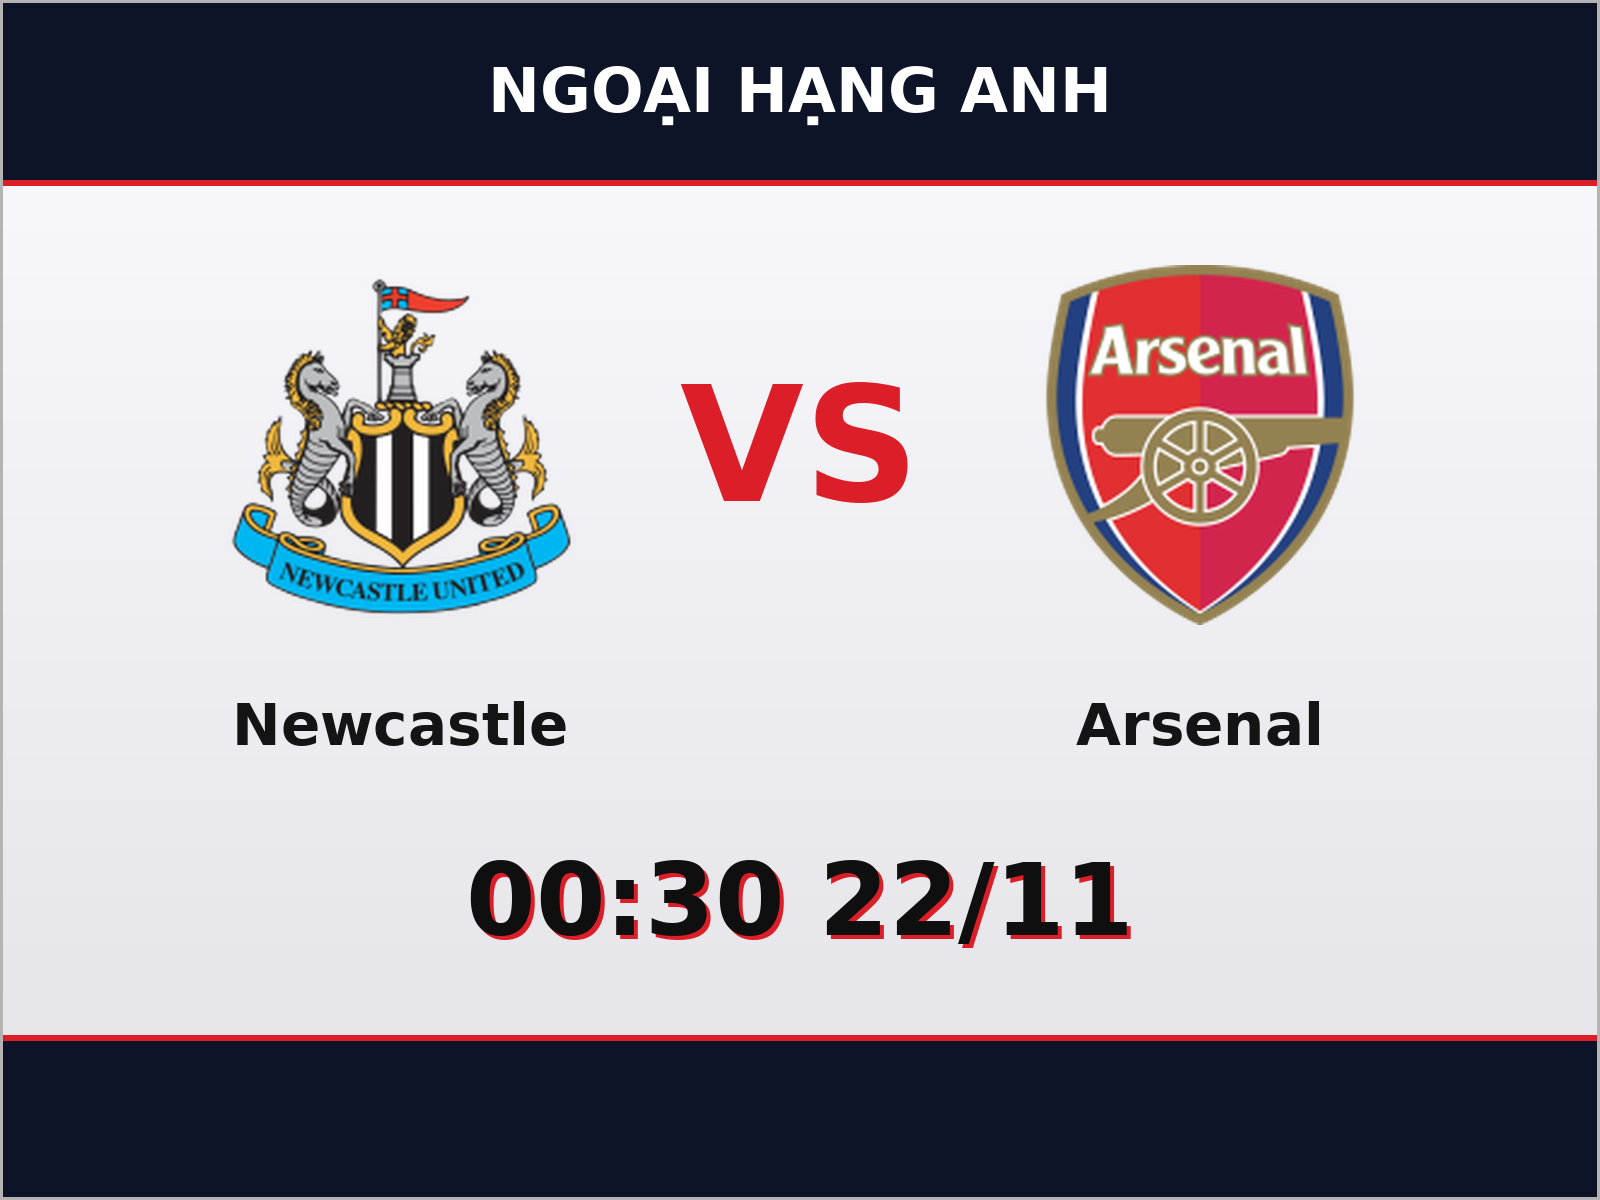 NGOẠI HẠNG ANH
Arsenal
VS
NEWCASTLE UNITED
Newcastle
Arsenal
00:30 22/11